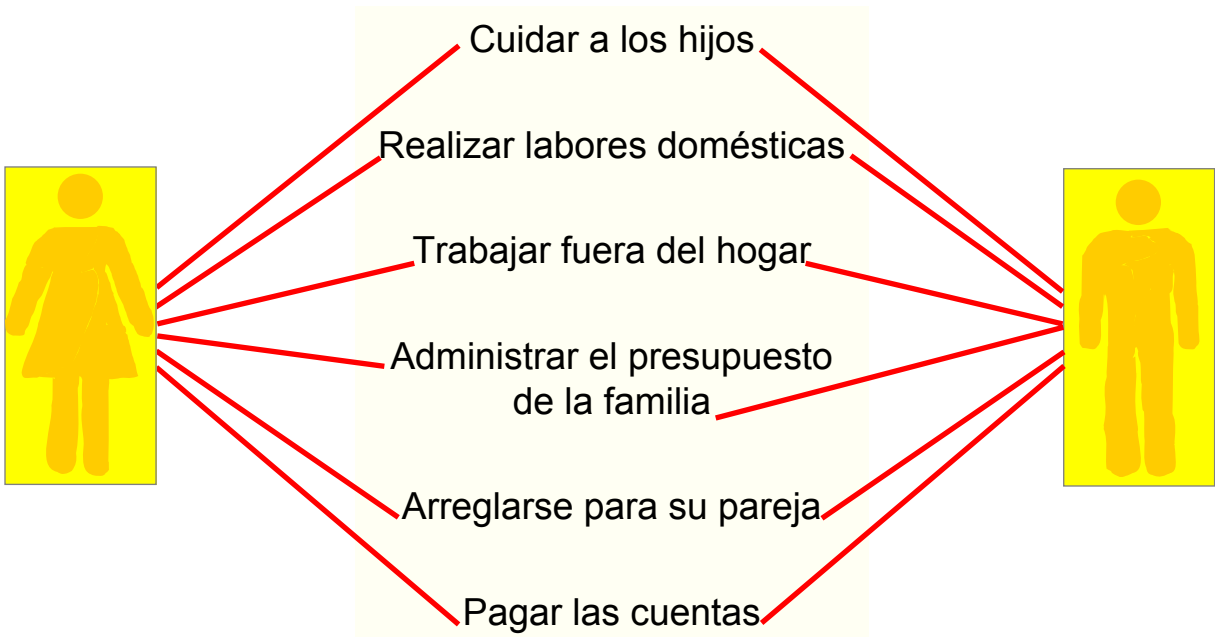 Cuidar a los hijos
Realizar labores domésticas
Trabajar fuera del hogar
Administrar el presupuesto
de la familia
Arreglarse para su pareja
Pagar las cuentas